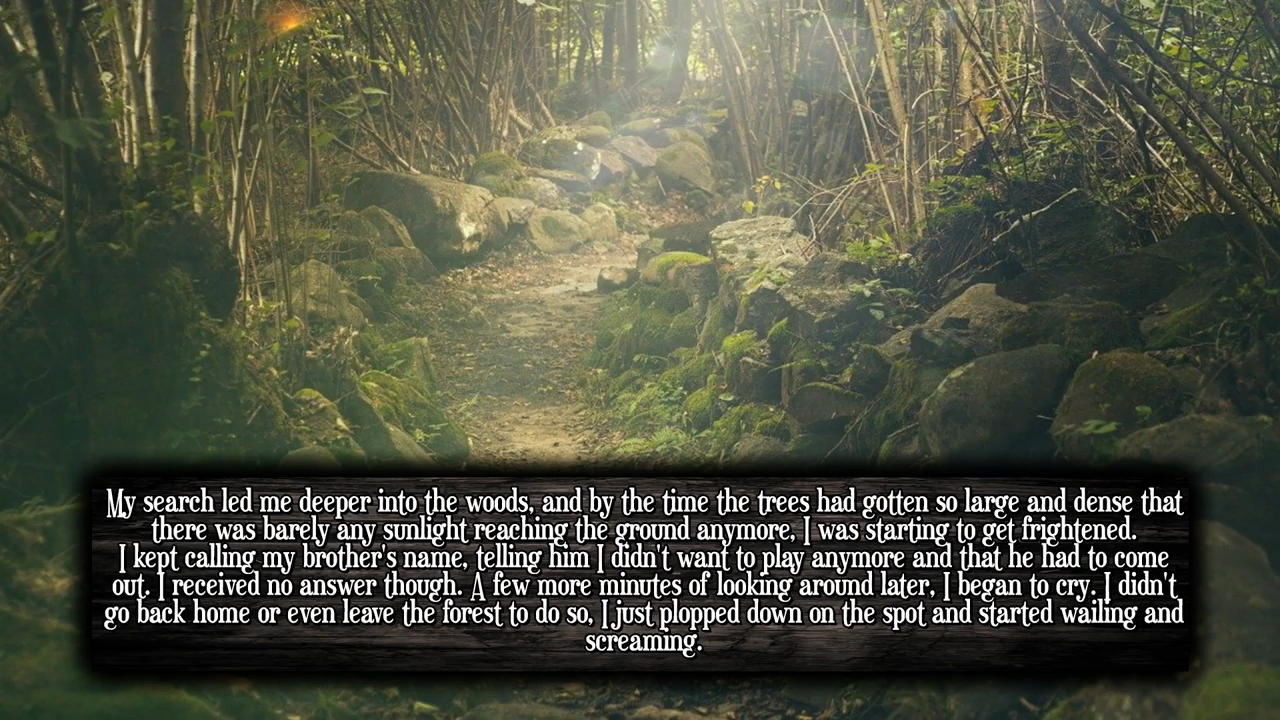 My search led me deeper into the woods, and by the time the trees had gotten so large and dense that
there was barely any sunlight reaching the ground anymore, I was starting to get frightened.
I kept calling my brother's name, telling him I didn't want to play anymore and that he had to come
out. I received no answer though. A few more minutes of looking around later, I began to cry. I didn't
go back home or even leave the forest to do so, I just plopped down on the spot and started wailing and
screaming.